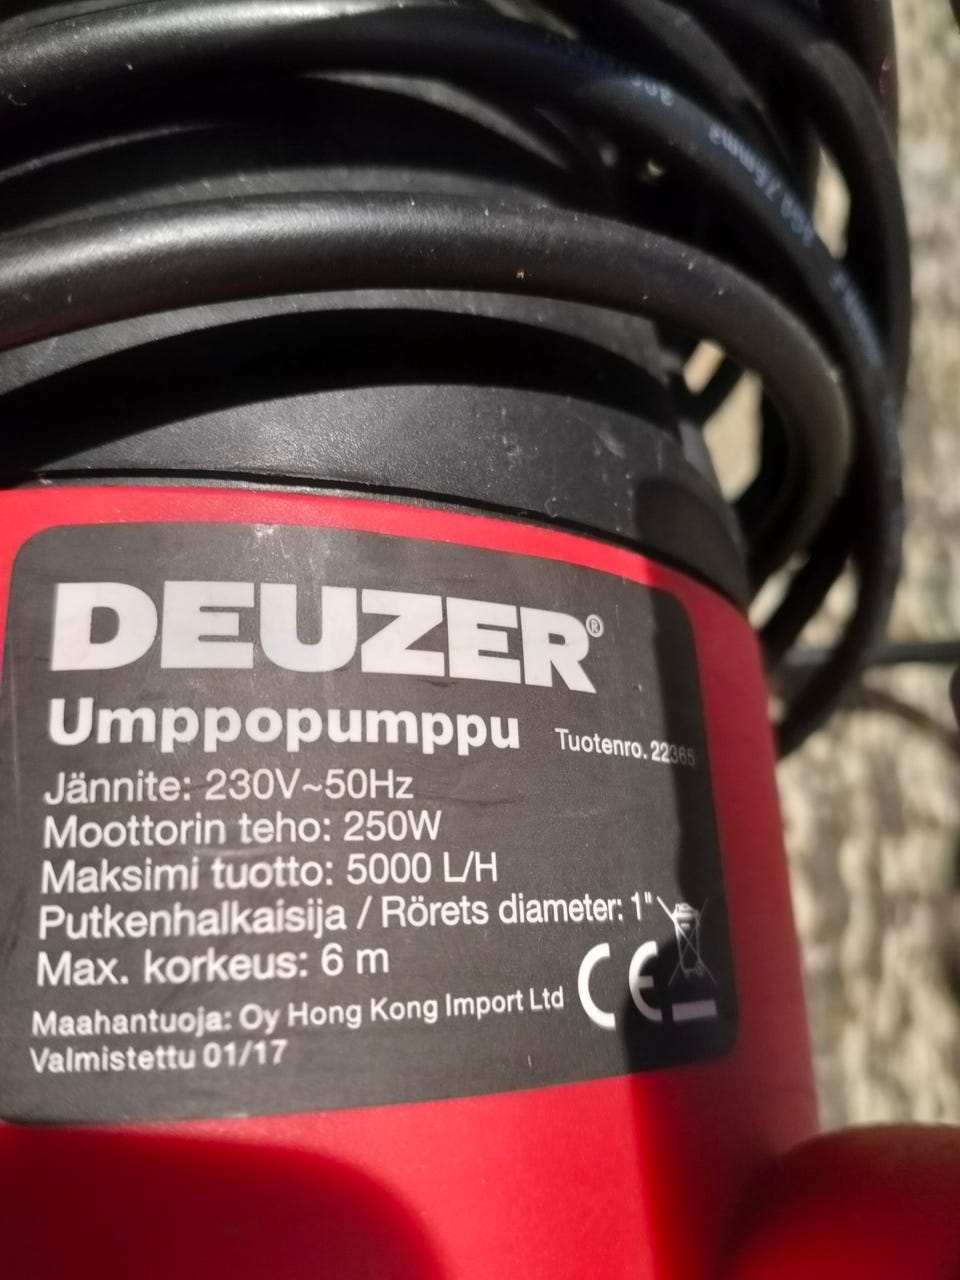 DEUZER®
Umppopumppu Tuotenro. 22365
Jännite: 230V~50Hz
Moottorin teho: 250W
Maksimi tuotto: 5000 L/H
Putkenhalkaisija / Rörets diameter: 1"
Max. korkeus: 6 m
CE
Maahantuoja: Oy Hong Kong Import Ltd
Valmistettu 01/17